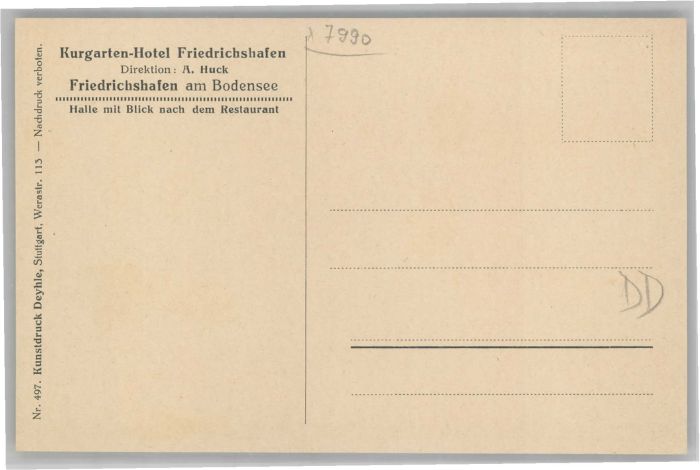 Kurgarten-Hotel Friedrichshafen
Direktion: A. Huck
Friedrichshafen am Bodensee
Halle mit Blick nach dem Restaurant
7990
DD
Nr. 497. Kunstdruck Deyhle, Stuttgart, Werastr. 113 — Nachdruck verboten.